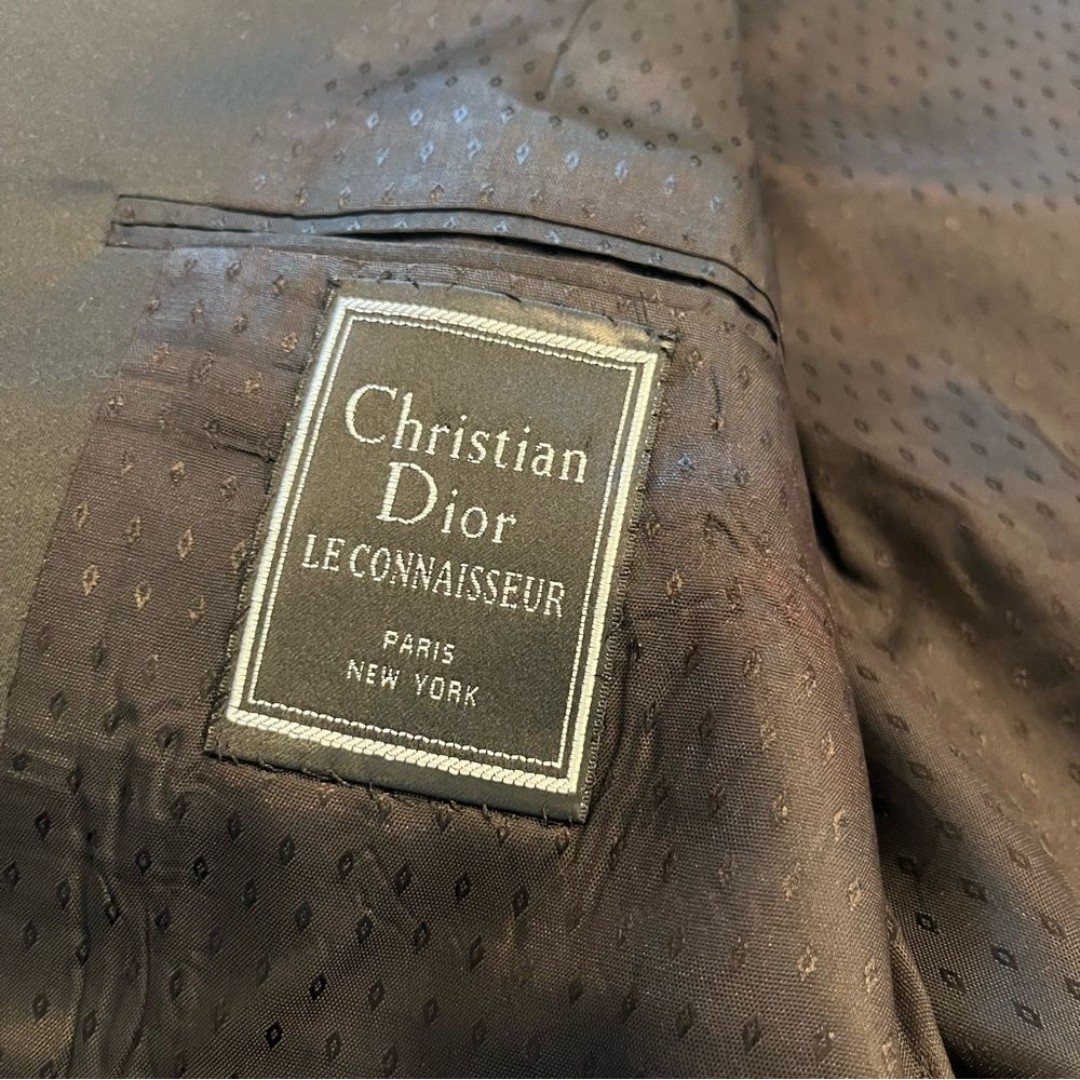 Christian
Dior
LE CONNAISSEUR
PARIS
NEW YORK